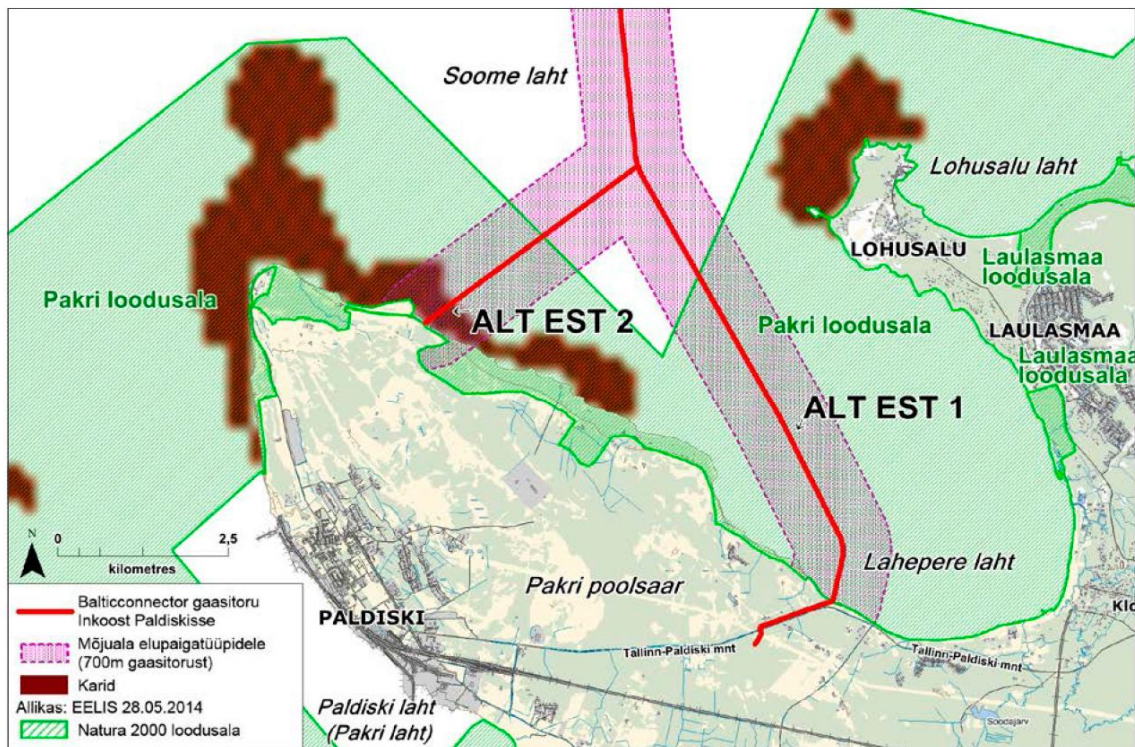 Soome laht
Lohusalu laht
LOHUSALU
Laulasmaa
loodusala
Pakri loodusala
ALT EST 2
Pakri loodusala
LAULASMAA
Laulasmaa
loodusala
ALT EST 1
N
0
2,5
kilometres
Lahepere laht
Pakri poolsaar
PALDISKI
Klo
Tallinn-Paldiski mnt
Tallinn-Paldiski mnt
Soodajärv
Balticconnector gaasitoru
Inkoost Paldiskisse
Mõjuala elupaigatüüpidele
(700m gaasitorust)
Karid
Allikas: EELIS 28.05.2014
Natura 2000 loodusala
Paldiski laht
(Pakri laht)